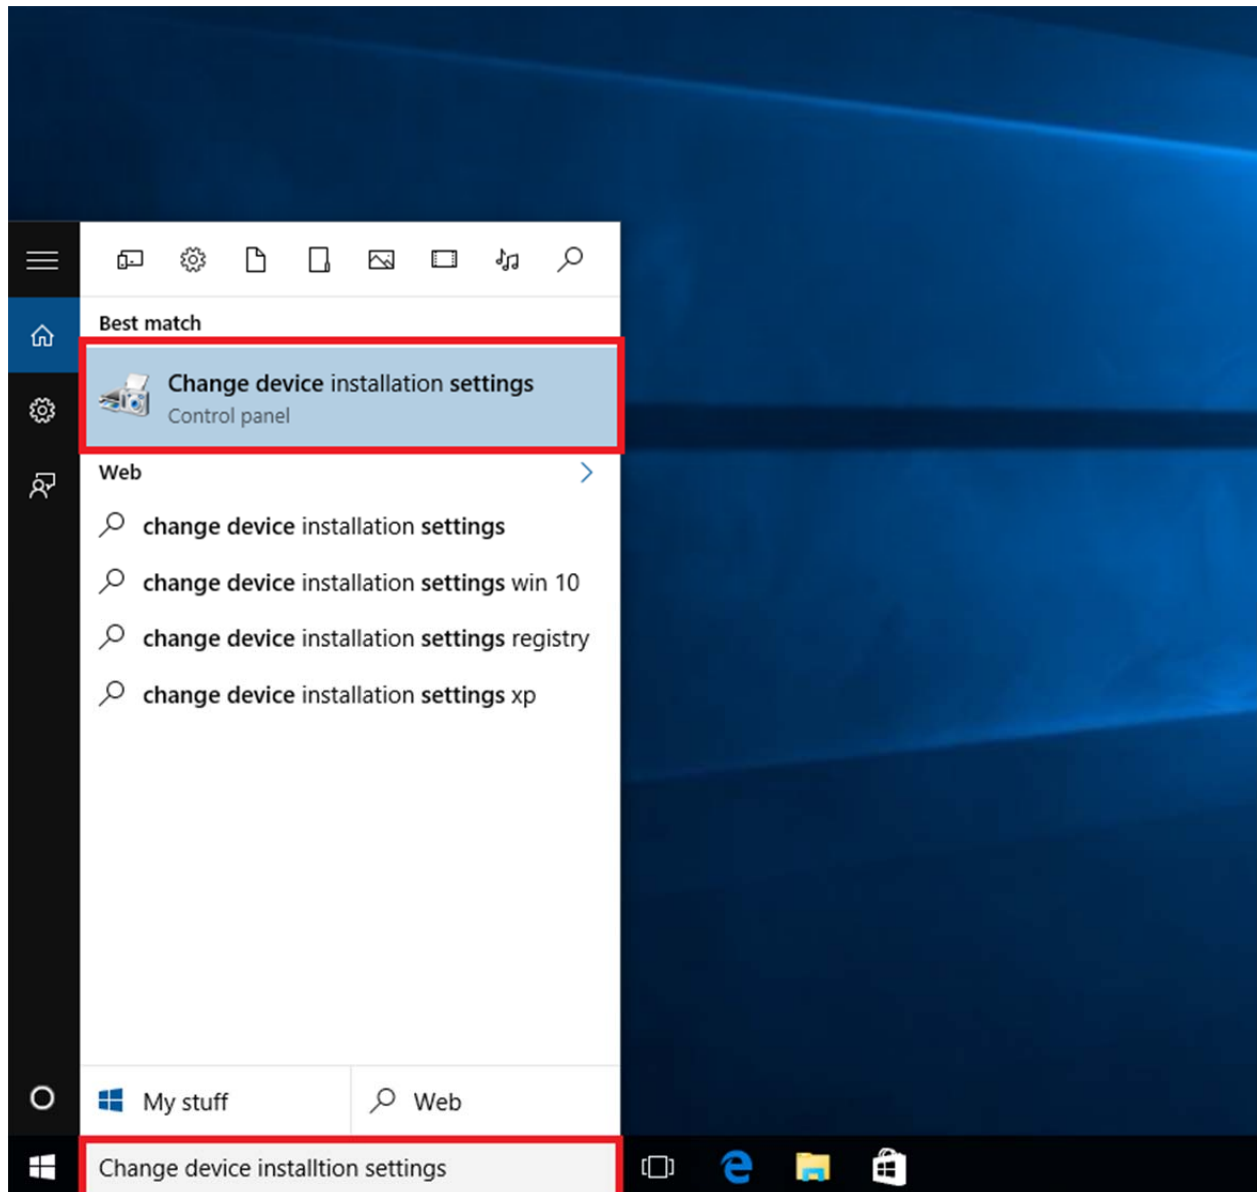 Best match
Change device installation settings
Control panel
Web
change device installation settings
change device installation settings win 10
change device installation settings registry
change device installation settings xp
My stuff
Web
Change device installtion settings